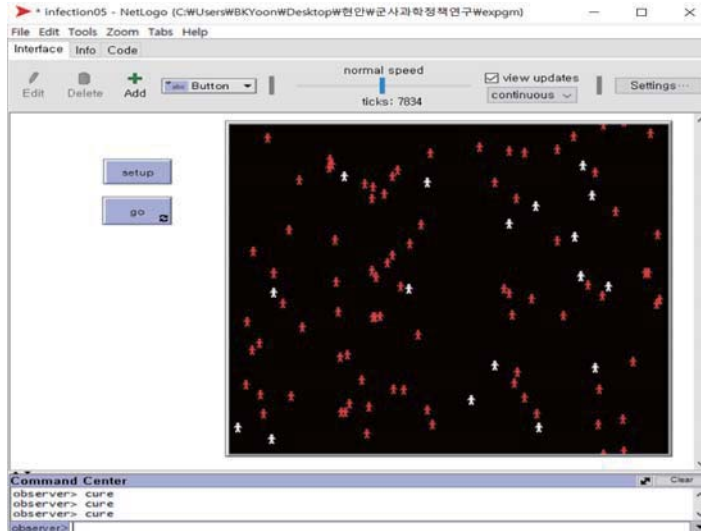 * infection05 - NetLogo {C:₩Users₩BKYoon₩Desktop₩현안₩군사과학정책연구₩expgm}
File Edit Tools Zoom Tabs Help
Interface Info Code
normal speed
Edit Delete Add abc Button view updates Settings...
ticks: 7834 continuous
setup
go
Command Center Clear
observer> cure
observer> cure
observer> cure
observer>